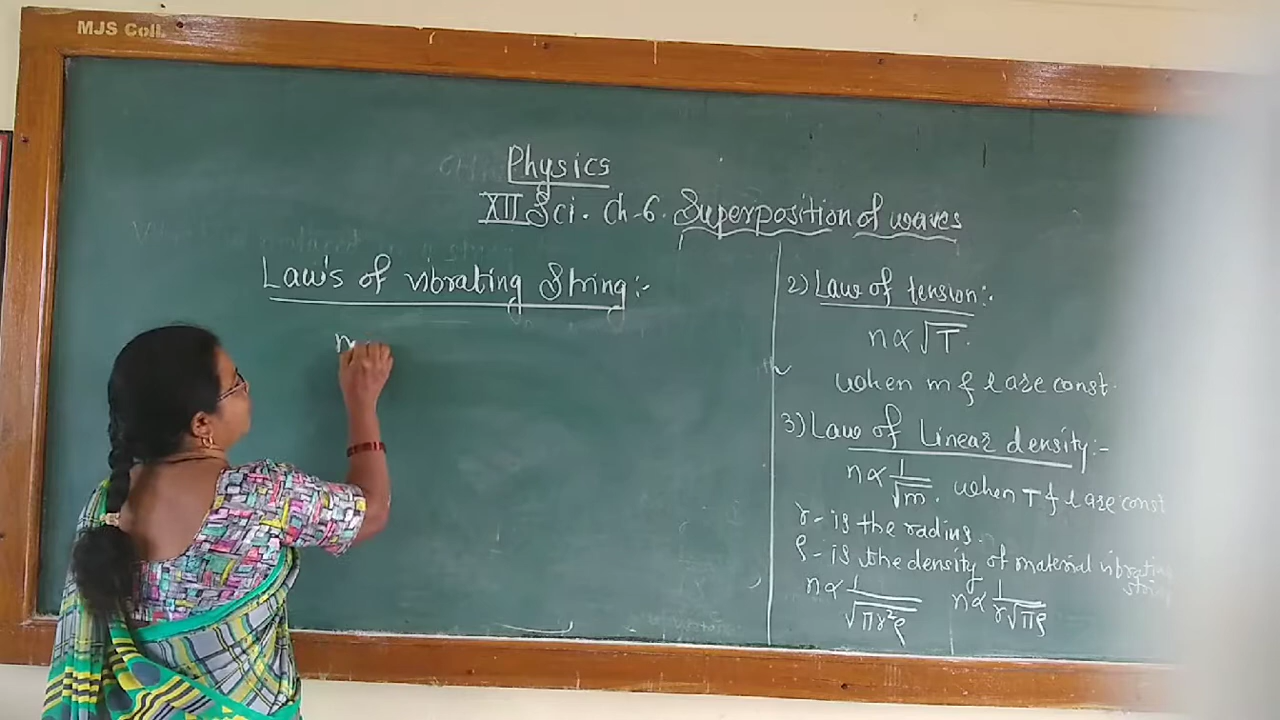 MJS Coll.
Physics
XII Sci. Ch-6. Superposition of waves
Law's of vibrating String:-
n
2) Law of tension:-
n ∝ √T.
when m & l are const.
3) Law of Linear density:-
n ∝ 1/√m. when T & l are const
r - is the radius.
ρ - is the density of material vibrating
string
n ∝ 1/√πr²ρ n ∝ 1/r√πρ